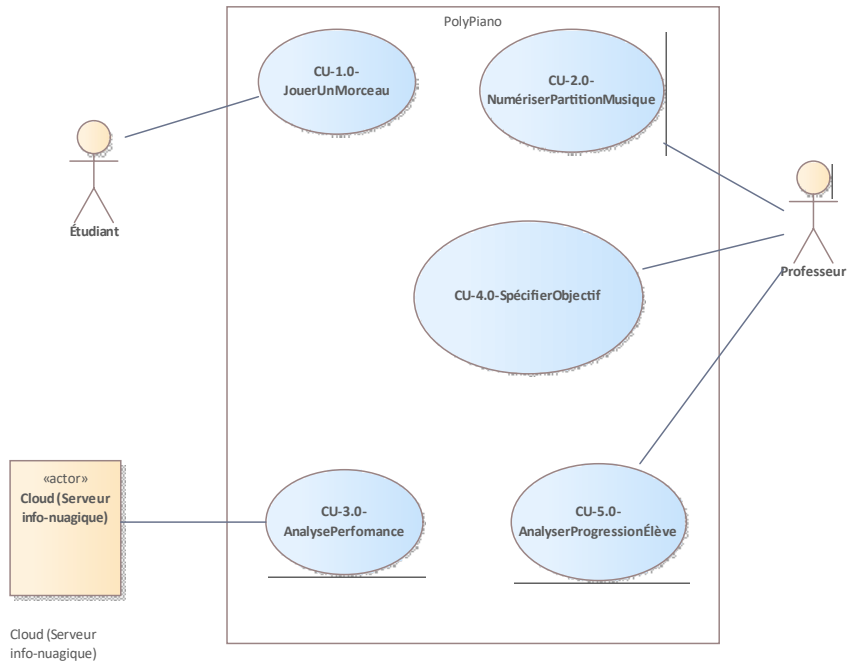 PolyPiano
CU-1.0-
JouerUnMorceau
CU-2.0-
NumériserPartitionMusique
Étudiant
Professeur
CU-4.0-SpécifierObjectif
«actor»
Cloud (Serveur
info-nuagique)
CU-3.0-
AnalysePerfomance
CU-5.0-
AnalyserProgressionÉlève
Cloud (Serveur
info-nuagique)